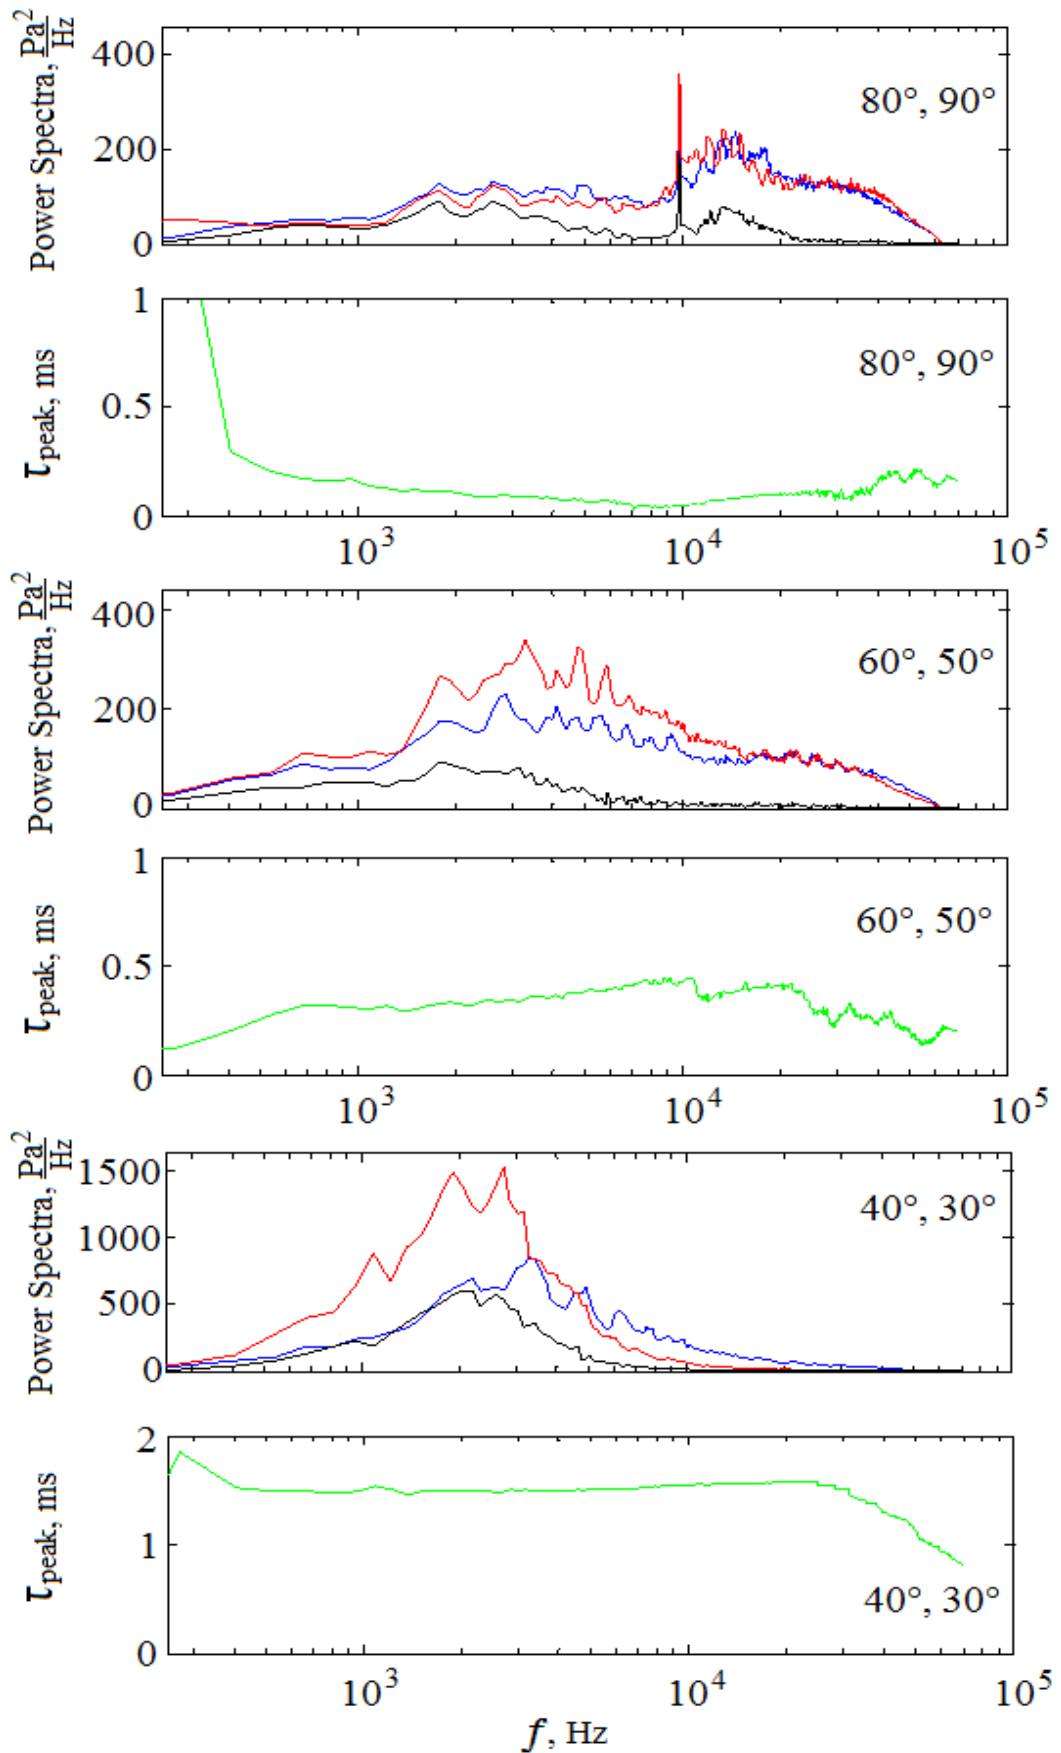 Power Spectra, Pa²/Hz
400
200
0
80°, 90°
τpeak, ms
1
0.5
0
80°, 90°
10³ 10⁴ 10⁵
Power Spectra, Pa²/Hz
400
200
0
60°, 50°
τpeak, ms
1
0.5
0
60°, 50°
10³ 10⁴ 10⁵
Power Spectra, Pa²/Hz
1500
1000
500
0
40°, 30°
τpeak, ms
2
1
0
40°, 30°
10³ 10⁴ 10⁵
f, Hz